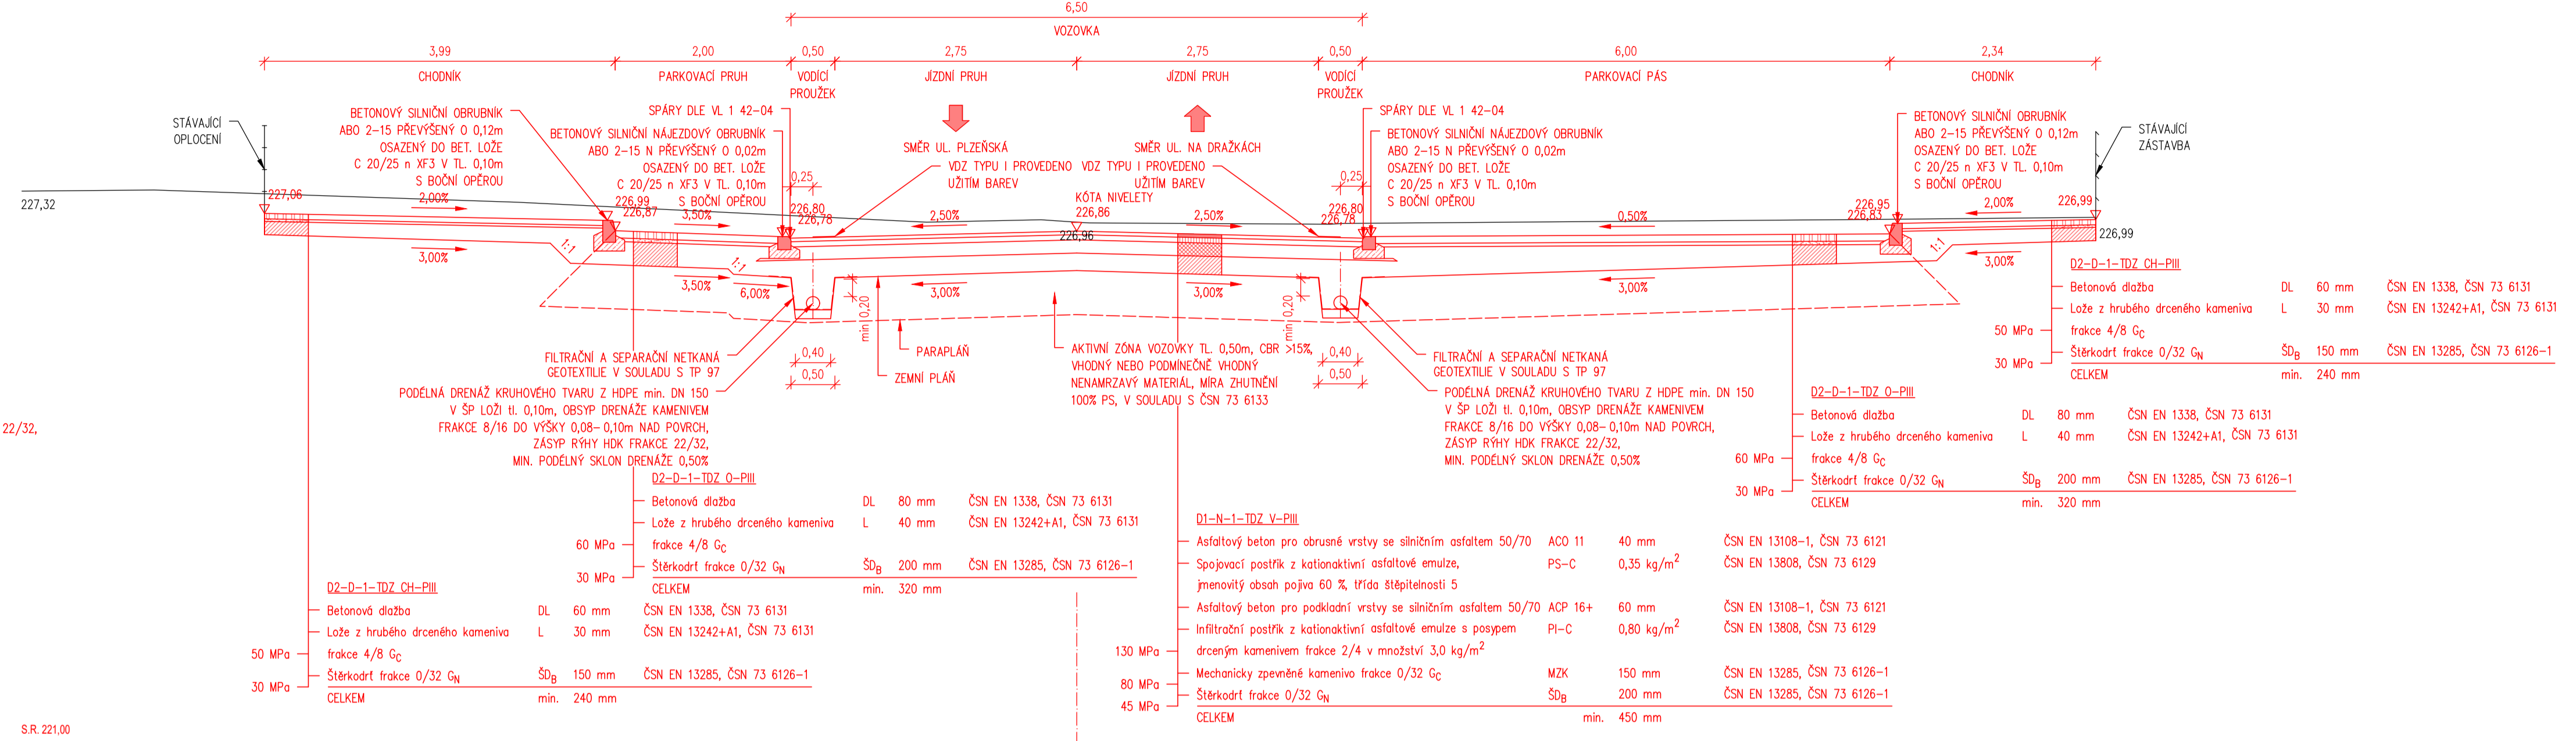 6,50
VOZOVKA
3,99
2,00
0,50
2,75
2,75
0,50
6,00
2,34
CHODNÍK
PARKOVACÍ PRUH
VODÍCÍ
PROUŽEK
JÍZDNÍ PRUH
JÍZDNÍ PRUH
VODÍCÍ
PROUŽEK
PARKOVACÍ PÁS
CHODNÍK
STÁVAJÍCÍ
OPLOCENÍ
BETONOVÝ SILNIČNÍ OBRUBNÍK
ABO 2-15 PŘEVÝŠENÝ O 0,12m
OSAZENÝ DO BET. LOŽE
C 20/25 n XF3 V TL. 0,10m
S BOČNÍ OPĚROU
SPÁRY DLE VL 1 42-04
BETONOVÝ SILNIČNÍ NÁJEZDOVÝ OBRUBNÍK
ABO 2-15 N PŘEVÝŠENÝ O 0,02m
OSAZENÝ DO BET. LOŽE
C 20/25 n XF3 V TL. 0,10m
S BOČNÍ OPĚROU
SMĚR UL. PLZEŇSKÁ
SMĚR UL. NA DRAŽKÁCH
VDZ TYPU I PROVEDENO
UŽITÍM BAREV
VDZ TYPU I PROVEDENO
UŽITÍM BAREV
KÓTA NIVELETY
226,86
226,96
SPÁRY DLE VL 1 42-04
BETONOVÝ SILNIČNÍ NÁJEZDOVÝ OBRUBNÍK
ABO 2-15 N PŘEVÝŠENÝ O 0,02m
OSAZENÝ DO BET. LOŽE
C 20/25 n XF3 V TL. 0,10m
S BOČNÍ OPĚROU
BETONOVÝ SILNIČNÍ OBRUBNÍK
ABO 2-15 PŘEVÝŠENÝ O 0,12m
OSAZENÝ DO BET. LOŽE
C 20/25 n XF3 V TL. 0,10m
S BOČNÍ OPĚROU
STÁVAJÍCÍ
ZÁSTAVBA
227,32
227,06
2,00%
226,99
226,87
3,50%
0,25
226,80
226,78
2,50%
2,50%
0,25
226,80
226,78
0,50%
226,95
226,83
2,00%
226,99
226,99
3,00%
1:1
3,50%
1:1
6,00%
3,00%
3,00%
3,00%
1:1
3,00%
min 0,20
min 0,20
0,40
0,50
0,40
0,50
FILTRAČNÍ A SEPARAČNÍ NETKANÁ
GEOTEXTILIE V SOULADU S TP 97
PODÉLNÁ DRENÁŽ KRUHOVÉHO TVARU Z HDPE min. DN 150
V ŠP LOŽI tl. 0,10m, OBSYP DRENÁŽE KAMENIVEM
FRAKCE 8/16 DO VÝŠKY 0,08-0,10m NAD POVRCH,
ZÁSYP RÝHY HDK FRAKCE 22/32,
MIN. PODÉLNÝ SKLON DRENÁŽE 0,50%
PARAPLÁŇ
ZEMNÍ PLÁŇ
AKTIVNÍ ZÓNA VOZOVKY TL. 0,50m, CBR >15%,
VHODNÝ NEBO PODMÍNEČNĚ VHODNÝ
NENAMRZAVÝ MATERIÁL, MÍRA ZHUTNĚNÍ
100% PS, V SOULADU S ČSN 73 6133
FILTRAČNÍ A SEPARAČNÍ NETKANÁ
GEOTEXTILIE V SOULADU S TP 97
PODÉLNÁ DRENÁŽ KRUHOVÉHO TVARU Z HDPE min. DN 150
V ŠP LOŽI tl. 0,10m, OBSYP DRENÁŽE KAMENIVEM
FRAKCE 8/16 DO VÝŠKY 0,08-0,10m NAD POVRCH,
ZÁSYP RÝHY HDK FRAKCE 22/32,
MIN. PODÉLNÝ SKLON DRENÁŽE 0,50%
22/32,
D2-D-1-TDZ CH-PIII
Betonová dlažba DL 60 mm ČSN EN 1338, ČSN 73 6131
Lože z hrubého drceného kameniva L 30 mm ČSN EN 13242+A1, ČSN 73 6131
50 MPa frakce 4/8 GC
Štěrkodrť frakce 0/32 GN ŠDB 150 mm ČSN EN 13285, ČSN 73 6126-1
30 MPa
CELKEM min. 240 mm
D2-D-1-TDZ O-PIII
Betonová dlažba DL 80 mm ČSN EN 1338, ČSN 73 6131
Lože z hrubého drceného kameniva L 40 mm ČSN EN 13242+A1, ČSN 73 6131
60 MPa frakce 4/8 GC
Štěrkodrť frakce 0/32 GN ŠDB 200 mm ČSN EN 13285, ČSN 73 6126-1
30 MPa
CELKEM min. 320 mm
D2-D-1-TDZ O-PIII
Betonová dlažba DL 80 mm ČSN EN 1338, ČSN 73 6131
Lože z hrubého drceného kameniva L 40 mm ČSN EN 13242+A1, ČSN 73 6131
60 MPa frakce 4/8 GC
Štěrkodrť frakce 0/32 GN ŠDB 200 mm ČSN EN 13285, ČSN 73 6126-1
30 MPa
CELKEM min. 320 mm
D1-N-1-TDZ V-PIII
Asfaltový beton pro obrusné vrstvy se silničním asfaltem 50/70 ACO 11 40 mm ČSN EN 13108-1, ČSN 73 6121
Spojovací postřik z kationaktivní asfaltové emulze, PS-C 0,35 kg/m2 ČSN EN 13808, ČSN 73 6129
jmenovitý obsah pojiva 60 %, třída štěpitelnosti 5
Asfaltový beton pro podkladní vrstvy se silničním asfaltem 50/70 ACP 16+ 60 mm ČSN EN 13108-1, ČSN 73 6121
Infiltrační postřik z kationaktivní asfaltové emulze s posypem PI-C 0,80 kg/m2 ČSN EN 13808, ČSN 73 6129
130 MPa drceným kamenivem frakce 2/4 v množství 3,0 kg/m2
Mechanicky zpevněné kamenivo frakce 0/32 GC MZK 150 mm ČSN EN 13285, ČSN 73 6126-1
80 MPa
Štěrkodrť frakce 0/32 GN ŠDB 200 mm ČSN EN 13285, ČSN 73 6126-1
45 MPa
CELKEM min. 450 mm
D2-D-1-TDZ CH-PIII
Betonová dlažba DL 60 mm ČSN EN 1338, ČSN 73 6131
Lože z hrubého drceného kameniva L 30 mm ČSN EN 13242+A1, ČSN 73 6131
50 MPa frakce 4/8 GC
Štěrkodrť frakce 0/32 GN ŠDB 150 mm ČSN EN 13285, ČSN 73 6126-1
30 MPa
CELKEM min. 240 mm
S.R. 221,00